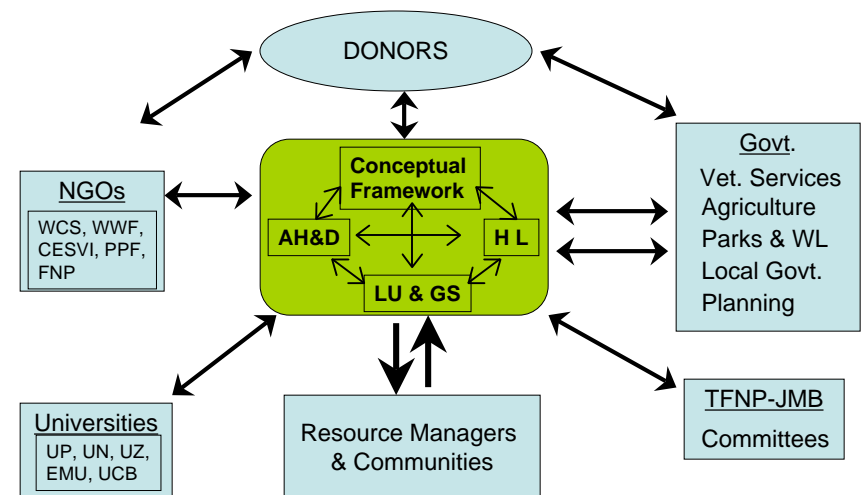 DONORS
NGOs
WCS, WWF,
CESVI, PPF,
FNP
Conceptual
Framework
AH&D
H L
LU & GS
Govt.
Vet. Services
Agriculture
Parks & WL
Local Govt.
Planning
Universities
UP, UN, UZ,
EMU, UCB
Resource Managers
& Communities
TFNP-JMB
Committees